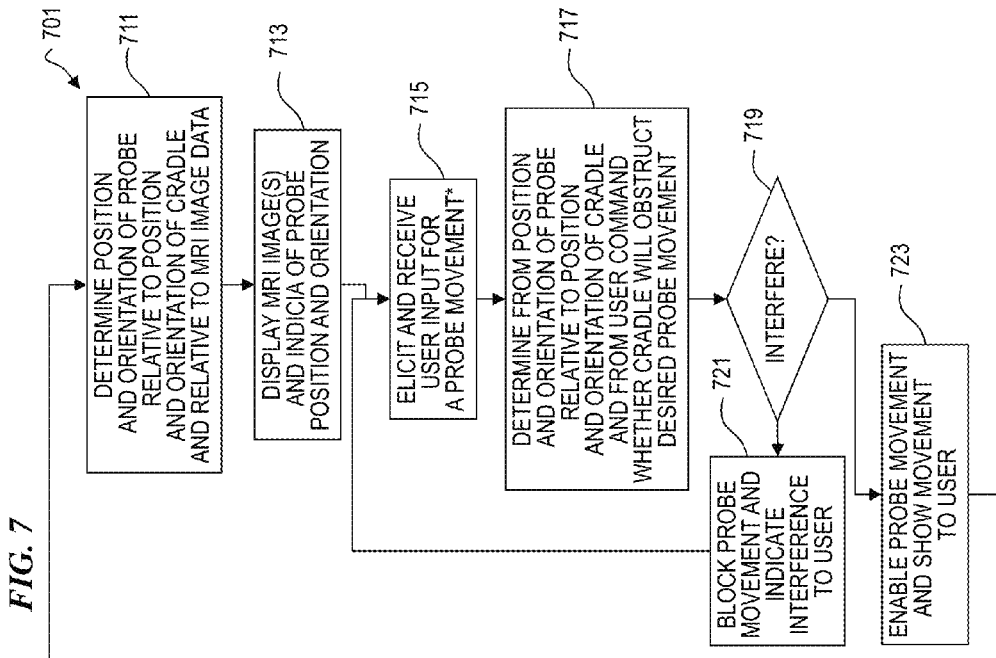 FIG. 7
701
711
DETERMINE POSITION
AND ORIENTATION OF PROBE
RELATIVE TO POSITION
AND ORIENTATION OF CRADLE
AND RELATIVE TO MRI IMAGE DATA
713
DISPLAY MRI IMAGE(S)
AND INDICIA OF PROBE
POSITION AND ORIENTATION
715
ELICIT AND RECEIVE
USER INPUT FOR
A PROBE MOVEMENT*
717
DETERMINE FROM POSITION
AND ORIENTATION OF PROBE
RELATIVE TO POSITION
AND ORIENTATION OF CRADLE
AND FROM USER COMMAND
WHETHER CRADLE WILL OBSTRUCT
DESIRED PROBE MOVEMENT
719
INTERFERE?
721
BLOCK PROBE
MOVEMENT AND
INDICATE
INTERFERENCE
TO USER
723
ENABLE PROBE MOVEMENT
AND SHOW MOVEMENT
TO USER